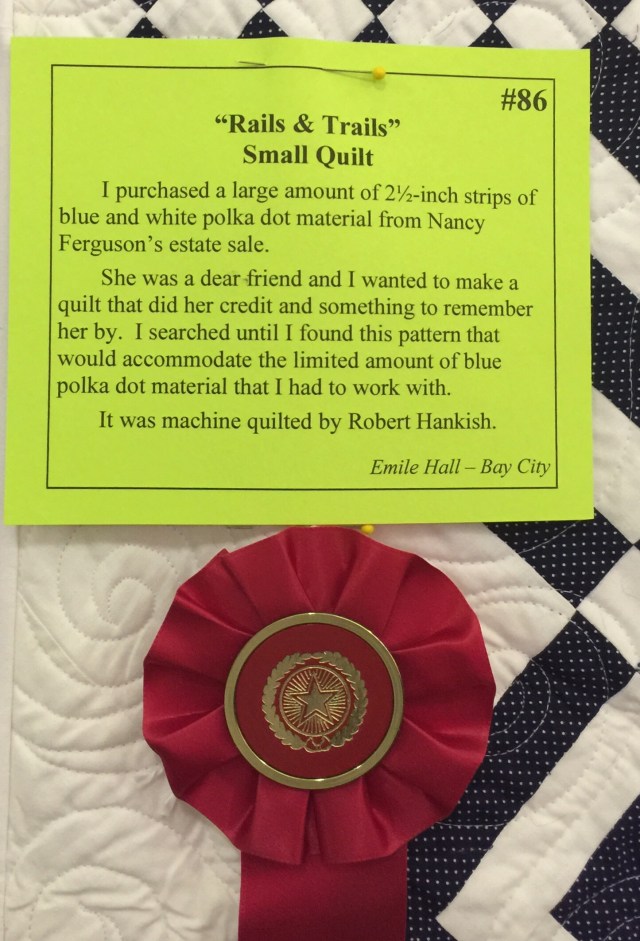 #86
“Rails & Trails”
Small Quilt
I purchased a large amount of 2½-inch strips of
blue and white polka dot material from Nancy
Ferguson’s estate sale.
She was a dear friend and I wanted to make a
quilt that did her credit and something to remember
her by.  I searched until I found this pattern that
would accommodate the limited amount of blue
polka dot material that I had to work with.
It was machine quilted by Robert Hankish.
Emile Hall – Bay City